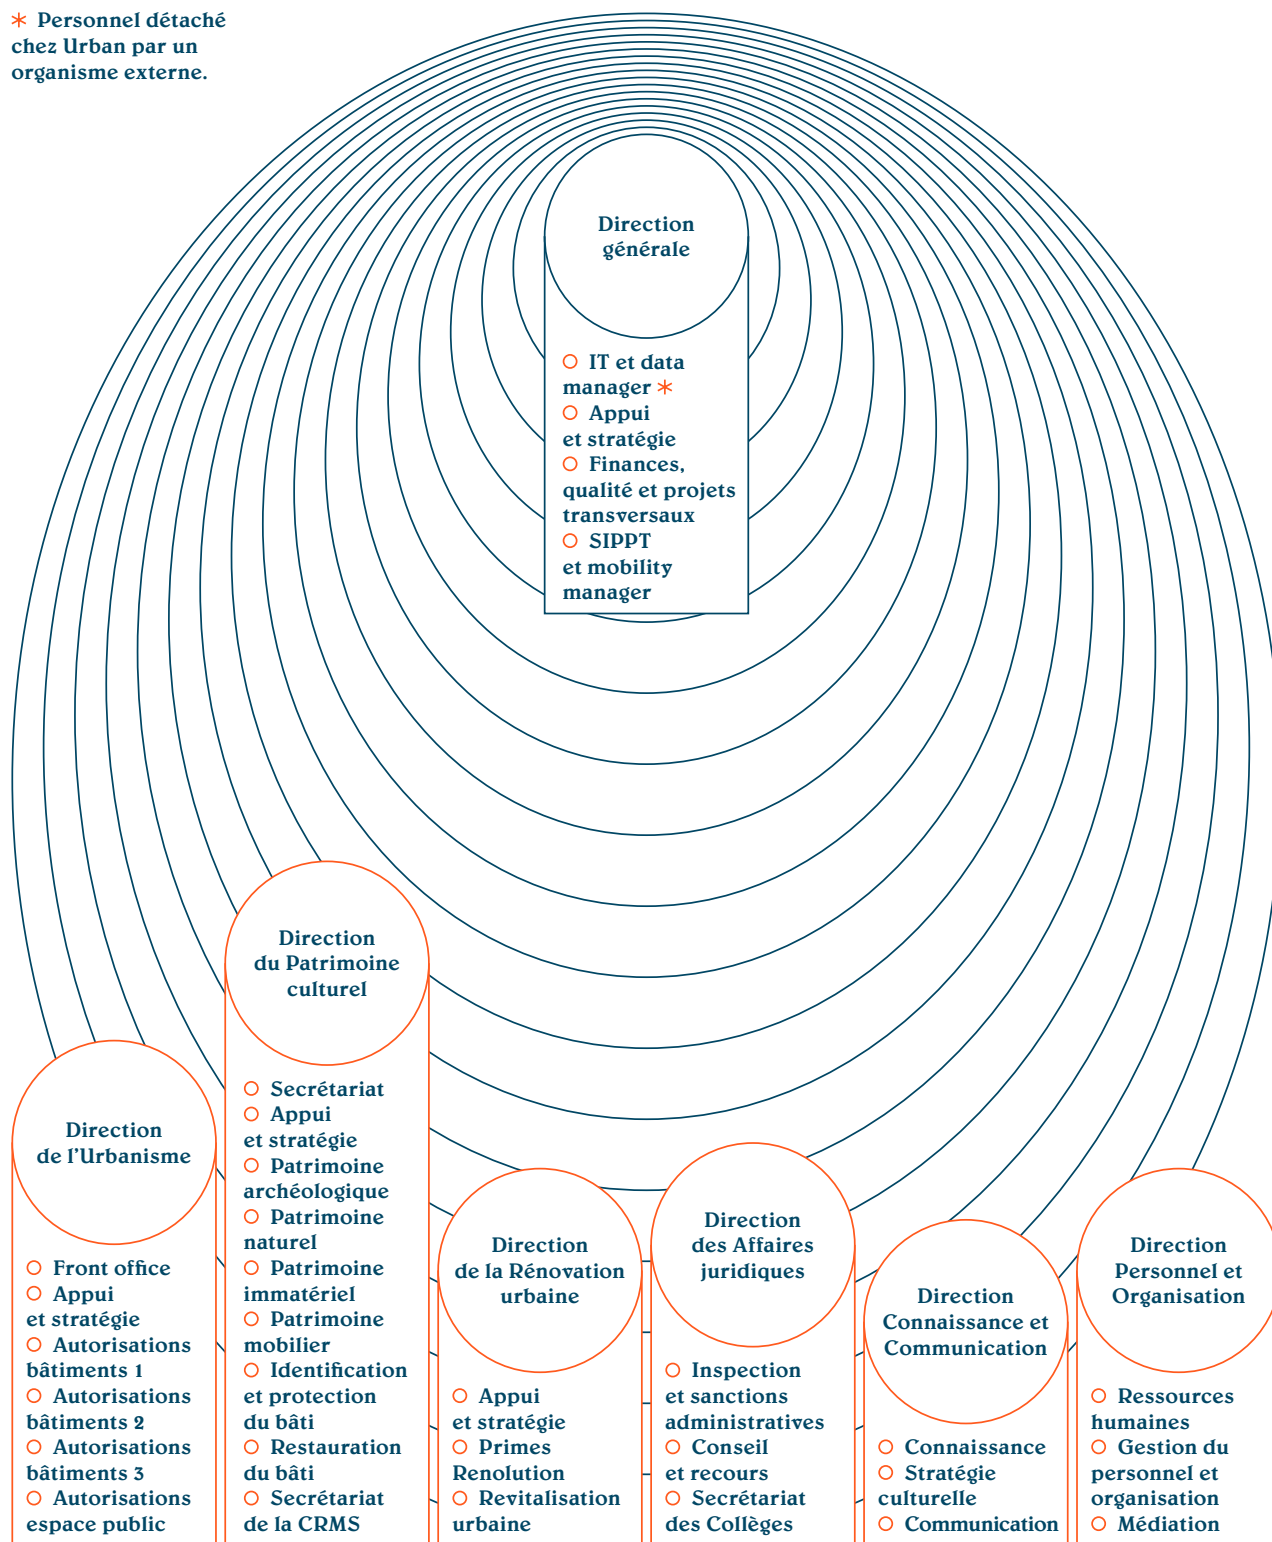 * Personnel détaché
chez Urban par un
organisme externe.
Direction
générale
IT et data
manager *
Appui
et stratégie
Finances,
qualité et projets
transversaux
SIPPT
et mobility
manager
Direction
de l'Urbanisme
Front office
Appui
et stratégie
Autorisations
bâtiments 1
Autorisations
bâtiments 2
Autorisations
bâtiments 3
Autorisations
espace public
Direction
du Patrimoine
culturel
Secrétariat
Appui
et stratégie
Patrimoine
archéologique
Patrimoine
naturel
Patrimoine
immatériel
Patrimoine
mobilier
Identification
et protection
du bâti
Restauration
du bâti
Secrétariat
de la CRMS
Direction
de la Rénovation
urbaine
Appui
et stratégie
Primes
Renolution
Revitalisation
urbaine
Direction
des Affaires
juridiques
Inspection
et sanctions
administratives
Conseil
et recours
Secrétariat
des Collèges
Direction
Connaissance et
Communication
Connaissance
Stratégie
culturelle
Communication
Direction
Personnel et
Organisation
Ressources
humaines
Gestion du
personnel et
organisation
Médiation